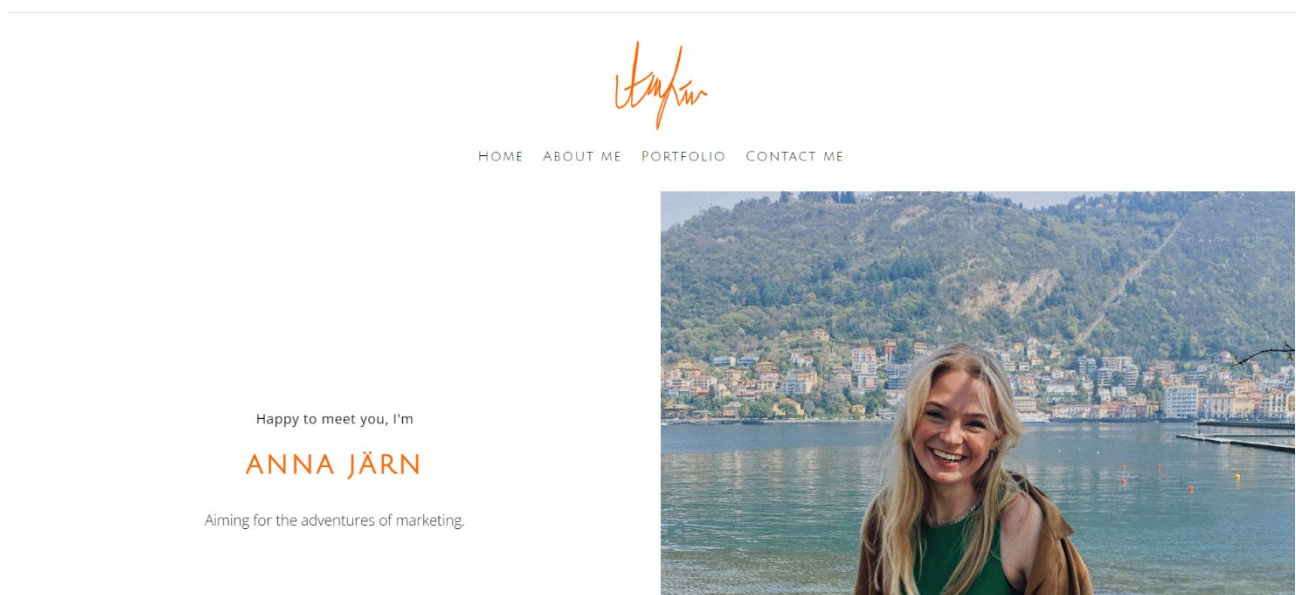 HOME ABOUT ME PORTFOLIO CONTACT ME
Happy to meet you, I'm
ANNA JÄRN
Aiming for the adventures of marketing.